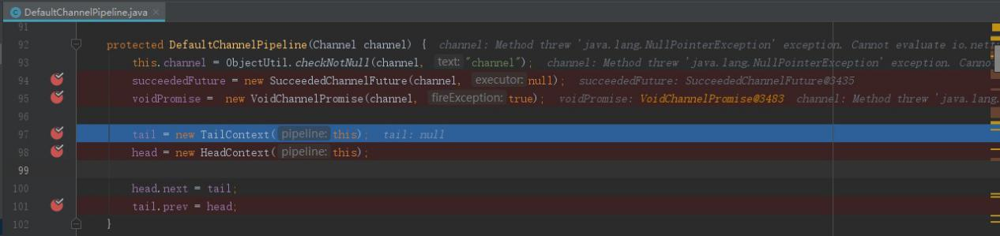 DefaultChannelPipeline.java ×
91
92 protected DefaultChannelPipeline(Channel channel) { channel: Method threw 'java.lang.NullPointerException' exception. Cannot evaluate io.nett
93 this.channel = ObjectUtil.checkNotNull(channel, text: "channel"); channel: Method threw 'java.lang.NullPointerException' exception. Canno
94 succeededFuture = new SucceededChannelFuture(channel, executor: null); succeededFuture: SucceededChannelFuture@3435
95 voidPromise = new VoidChannelPromise(channel, fireException: true); voidPromise: VoidChannelPromise@3483 channel: Method threw 'java.lang.
96
97 tail = new TailContext( pipeline: this); tail: null
98 head = new HeadContext( pipeline: this);
99
100 head.next = tail;
101 tail.prev = head;
102 }